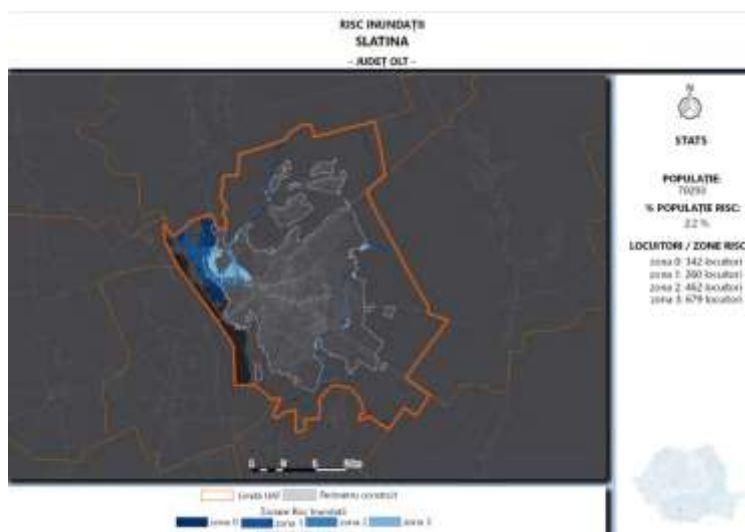 RISC INUNDAȚII
SLATINA
- JUDEȚ OLT -
N
STATS
POPULAȚIE:
70293
% POPULAȚIE RISC:
2.2 %
LOCUITORI / ZONE RISC
zona 0: 342 locuitori
zona 1: 260 locuitori
zona 2: 462 locuitori
zona 3: 679 locuitori
Limită UAT
Perimetru construit
Zonare Risc Inundații
zona 0 zona 1 zona 2 zona 3